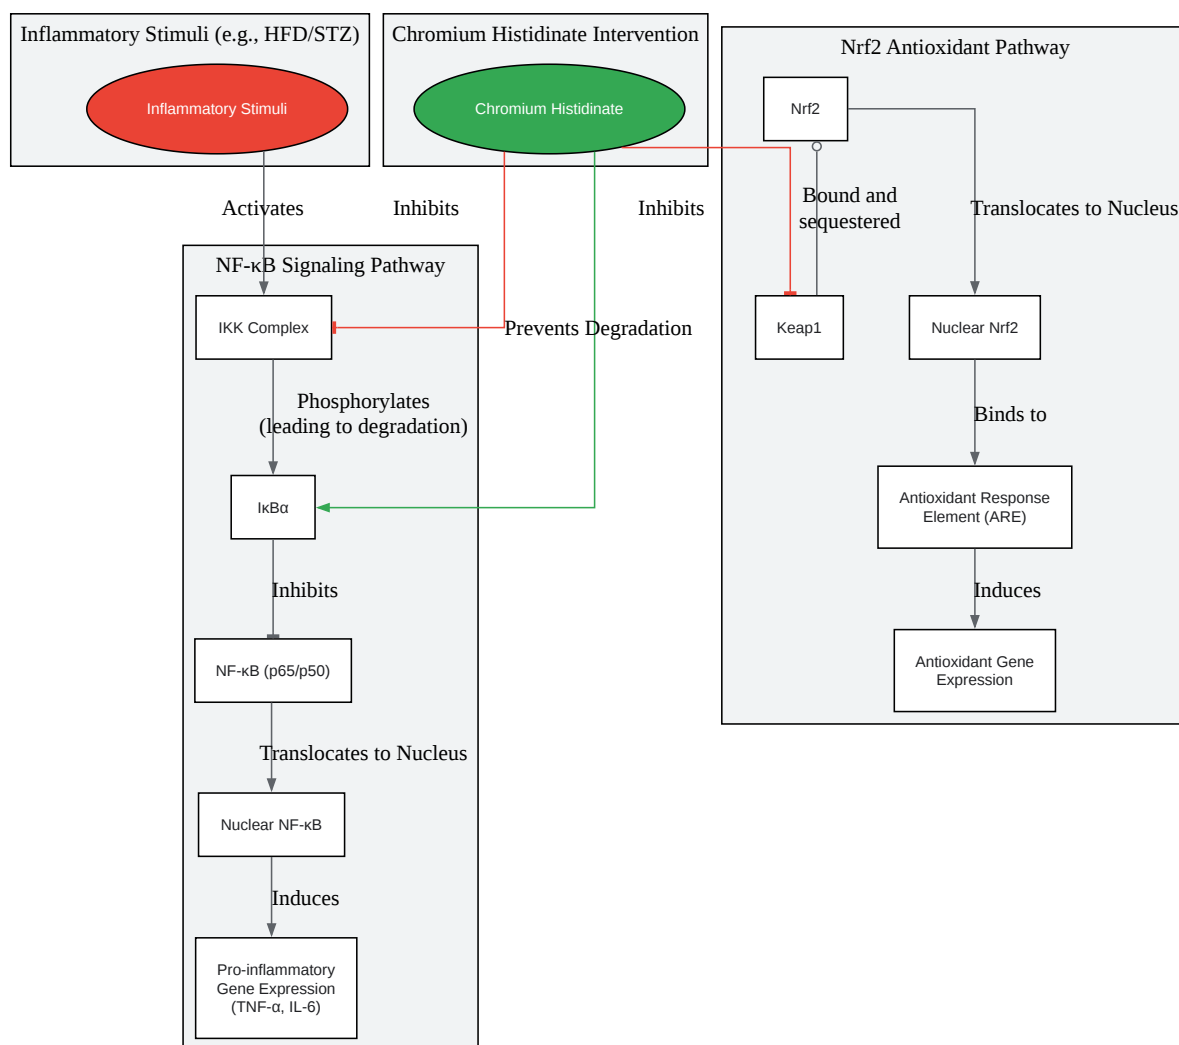 Inflammatory Stimuli (e.g., HFD/STZ)
Inflammatory Stimuli
Chromium Histidinate Intervention
Chromium Histidinate
Nrf2 Antioxidant Pathway
Nrf2
Activates
Inhibits
Inhibits
Bound and
sequestered
Translocates to Nucleus
NF-κB Signaling Pathway
IKK Complex
Prevents Degradation
Keap1
Nuclear Nrf2
Phosphorylates
(leading to degradation)
Binds to
IκBα
Antioxidant Response
Element (ARE)
Inhibits
Induces
NF-κB (p65/p50)
Antioxidant Gene
Expression
Translocates to Nucleus
Nuclear NF-κB
Induces
Pro-inflammatory
Gene Expression
(TNF-α, IL-6)